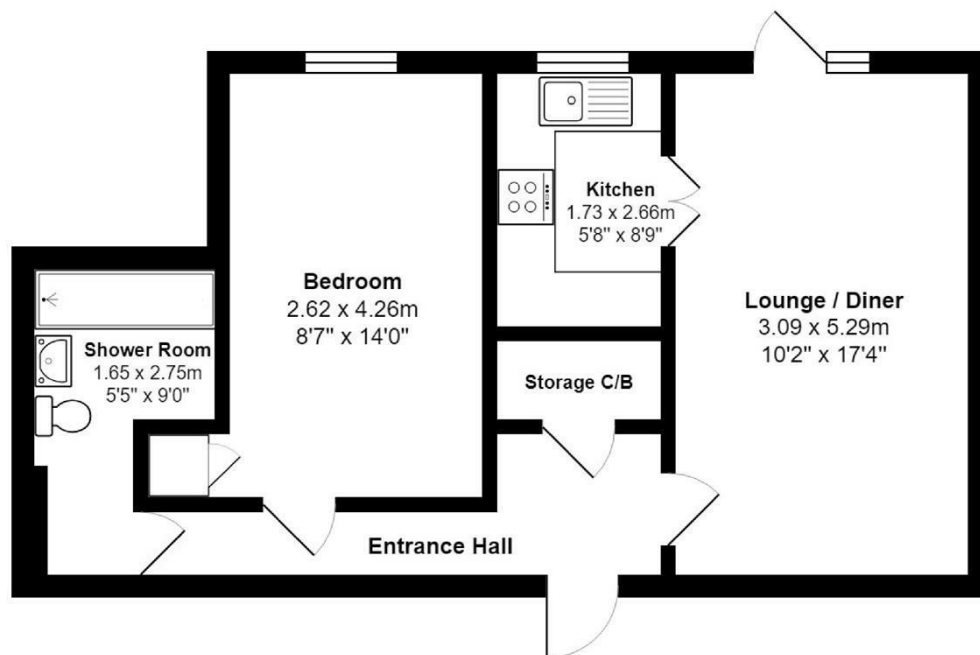 Kitchen
1.73 x 2.66m
5'8" x 8'9"
Bedroom
2.62 x 4.26m
8'7" x 14'0"
Lounge / Diner
3.09 x 5.29m
10'2" x 17'4"
Shower Room
1.65 x 2.75m
5'5" x 9'0"
Storage C/B
Entrance Hall